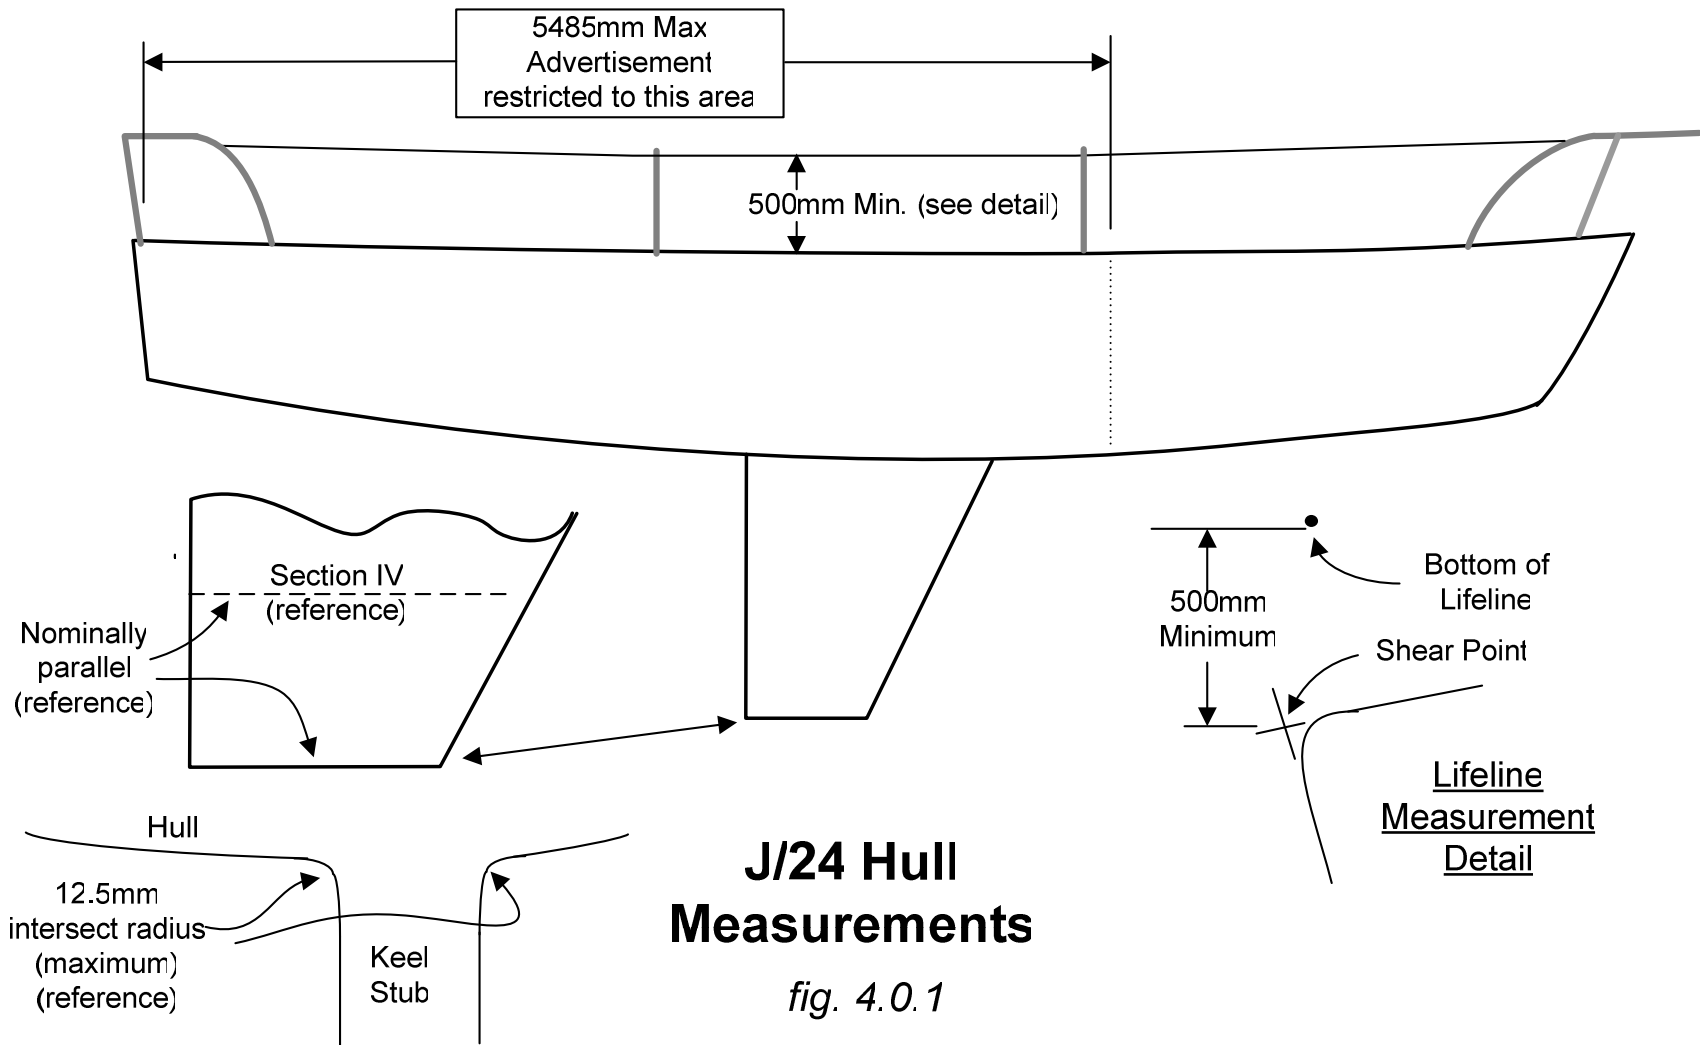 5485mm Max
Advertisement
restricted to this area
500mm Min. (see detail)
Section IV
(reference)
Nominally
parallel
(reference)
Bottom of
Lifeline
500mm
Minimum
Shear Point
Lifeline
Measurement
Detail
Hull
12.5mm
intersect radius
(maximum)
(reference)
Keel
Stub
J/24 Hull
Measurements
fig. 4.0.1